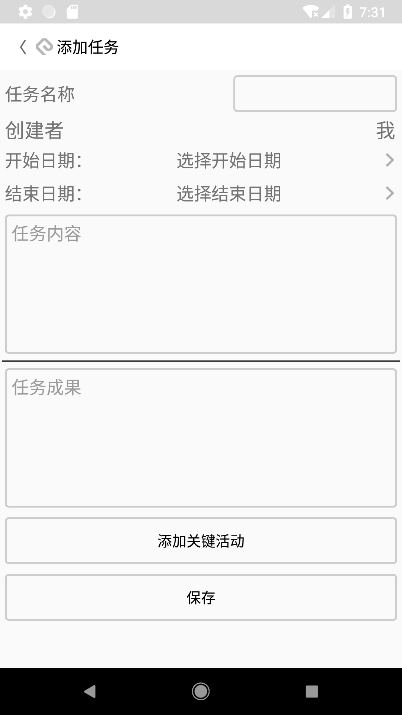 7:31
添加任务
任务名称
创建者 我
开始日期： 选择开始日期
结束日期： 选择结束日期
任务内容
任务成果
添加关键活动
保存